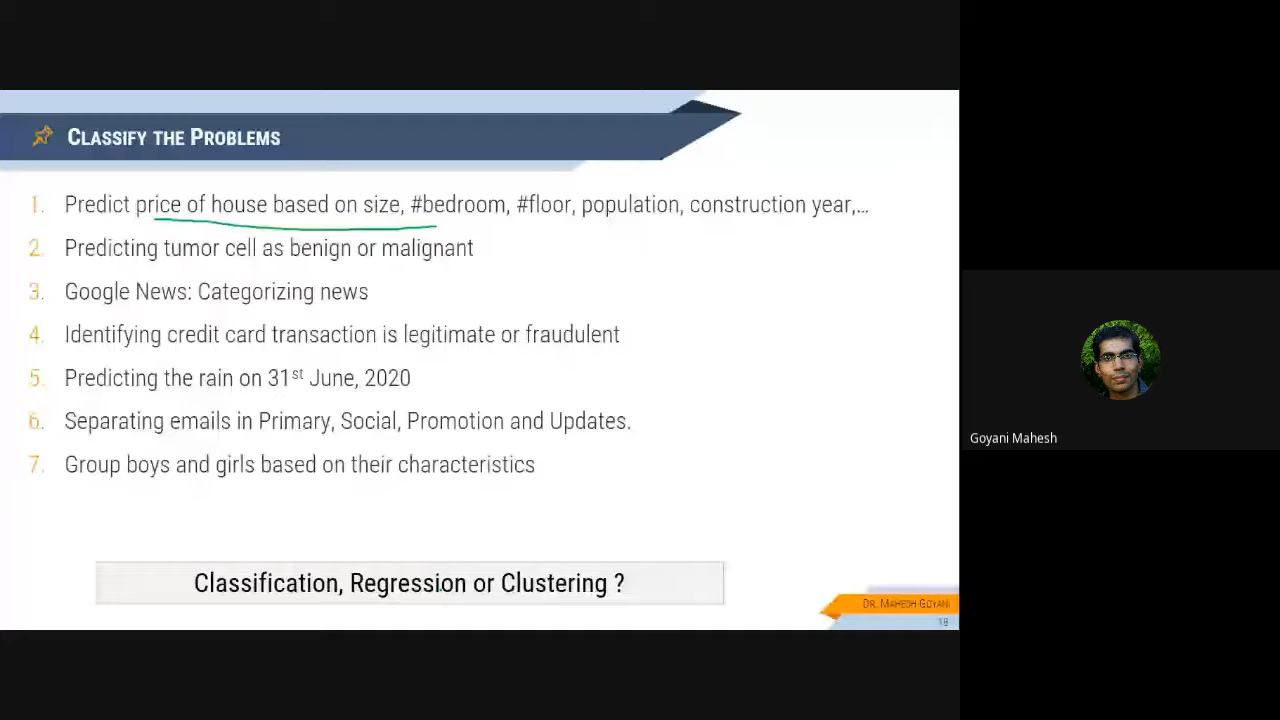 CLASSIFY THE PROBLEMS
1. Predict price of house based on size, #bedroom, #floor, population, construction year,...
2. Predicting tumor cell as benign or malignant
3. Google News: Categorizing news
4. Identifying credit card transaction is legitimate or fraudulent
5. Predicting the rain on 31st June, 2020
6. Separating emails in Primary, Social, Promotion and Updates.
7. Group boys and girls based on their characteristics
Classification, Regression or Clustering ?
DR. MAHESH GOYANI
18
Goyani Mahesh